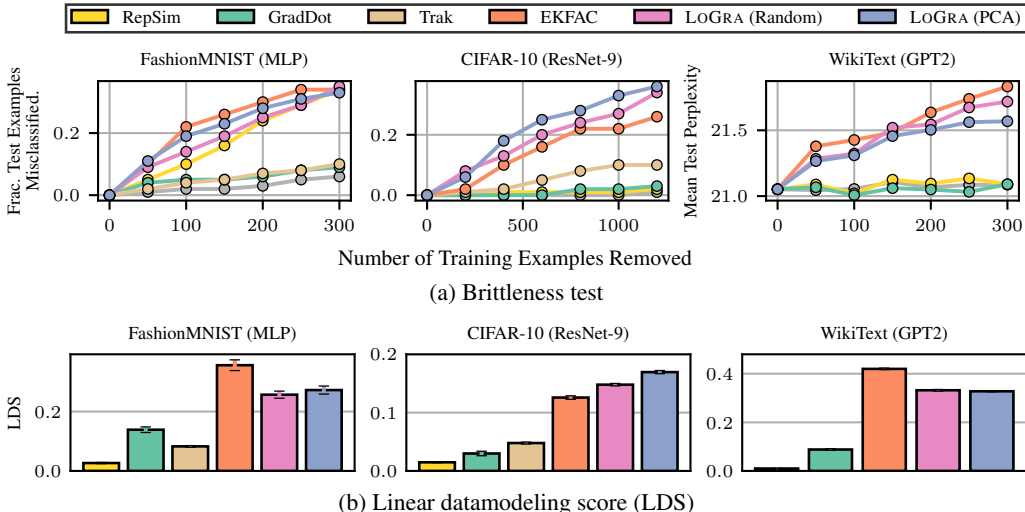 RepSim GradDot Trak EKFAC LOGRA (Random) LOGRA (PCA)
FashionMNIST (MLP) CIFAR-10 (ResNet-9) WikiText (GPT2)
Frac. Test Examples
Misclassified.
0.2
0.0
0 100 200 300
0.2
0.0
0 500 1000
Mean Test Perplexity
21.5
21.0
0 100 200 300
Number of Training Examples Removed
(a) Brittleness test
FashionMNIST (MLP) CIFAR-10 (ResNet-9) WikiText (GPT2)
LDS
0.2
0.0
0.2
0.1
0.0
0.4
0.2
0.0
(b) Linear datamodeling score (LDS)